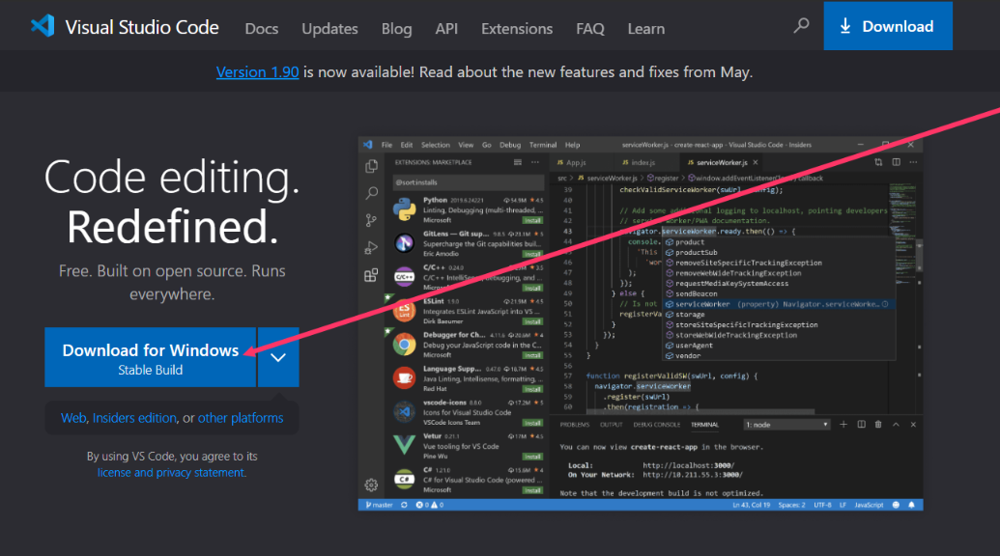 Visual Studio Code Docs Updates Blog API Extensions FAQ Learn Download
Version 1.90 is now available! Read about the new features and fixes from May.
Code editing.
Redefined.
Free. Built on open source. Runs
everywhere.
Download for Windows
Stable Build
Web, Insiders edition, or other platforms
By using VS Code, you agree to its
license and privacy statement.
File Edit Selection View Go Debug Terminal Help serviceWorker.js - create-react-app - Visual Studio Code - Insiders
EXTENSIONS: MARKETPLACE
@sort:installs
Python 2019.6.24221 54.9M 4.5
Linting, Debugging (multi-threaded, ...
Microsoft Install
GitLens — Git sup... 9.8.5 23.1M 5
Supercharge the Git capabilities buil...
Eric Amodio Install
C/C++ 0.24.0 3.5
C/C++ IntelliSense, debugging, and ...
Microsoft Install
ESLint 1.9.0 21.9M 4.5
Integrates ESLint JavaScript into VS ...
Dirk Baeumer Install
Debugger for Ch... 4.11.6 20.6M 4
Debug your JavaScript code in the C...
Microsoft Install
Language Supp... 0.47.0 18.7M 4.5
Java Linting, Intellisense, formatting, ...
Red Hat Install
vscode-icons 8.8.0 17.2M 5
Icons for Visual Studio Code
VSCode Icons Team Install
Vetur 0.21.1 17M 4.5
Vue tooling for VS Code
Pine Wu Install
C# 1.21.0 15.6M 4
C# for Visual Studio Code (powered ...
Microsoft Install
JS App.js JS index.js JS serviceWorker.js
src > JS serviceWorker.js > register > window.addEventListener( callback
39 checkValidServiceWorker(swUrl, config);
40
41 // Add some additional logging to localhost, pointing developers
42 // service worker/PWA documentation.
43 navigator.serviceWorker.ready.then(() => {
44 console.
45 'This
46 'wor
47 );
48 });
49 } else {
50 // Is not
51 registerVa
52 }
53 });
54 }
55 }
56
57 function registerValidSW(swUrl, config) {
58 navigator.serviceworker
59 .register(swUrl)
60 .then(registration => {
product
productSub
removeSiteSpecificTrackingException
removeWebWideTrackingException
requestMediaKeySystemAccess
sendBeacon
serviceWorker (property) Navigator.serviceWorke...
storage
storeSiteSpecificTrackingException
storeWebWideTrackingException
userAgent
vendor
PROBLEMS OUTPUT DEBUG CONSOLE TERMINAL 1: node
You can now view create-react-app in the browser.
Local: http://localhost:3000/
On Your Network: http://10.211.55.3:3000/
Note that the development build is not optimized.
master 0 0 Ln 43, Col 19 Spaces: 2 UTF-8 LF JavaScript